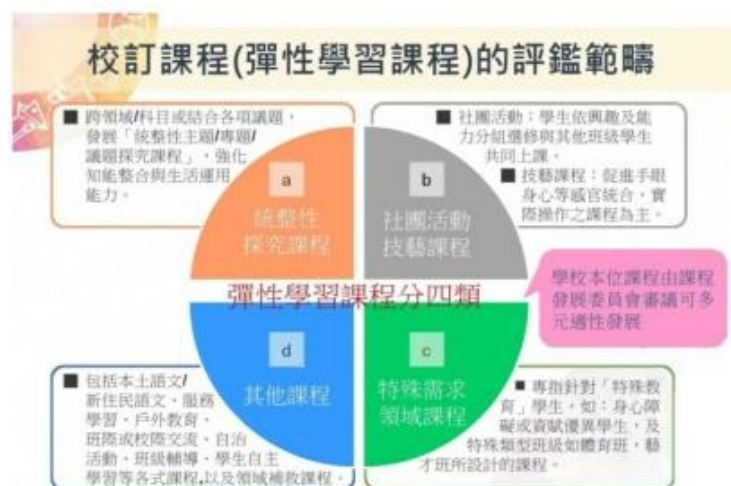 校訂課程(彈性學習課程)的評鑑範疇
■ 跨領域/科目或結合各項議題，
發展「統整性主題/專題/
議題探究課程」，強化
知能整合與生活運用
能力。
■ 社團活動：學生依興趣及能
力分組選修與其他班級學生
共同上課。
■ 技藝課程：促進手眼
身心等感官統合，實
際操作之課程為主。
a
統整性
探究課程
b
社團活動
技藝課程
彈性學習課程分四類
學校本位課程由課程
發展委員會審議可多
元適性發展
d
其他課程
c
特殊需求
領域課程
■ 包括本土語文/
新住民語文、服務
學習、戶外教育、
班際或校際交流、自治
活動、班級輔導、學生自主
學習等各式課程,以及領域補救課程。
■ 專指針對「特殊教
育」學生，如：身心障
礙或資賦優異學生，及
特殊類型班級如體育班，藝
才班所設計的課程。